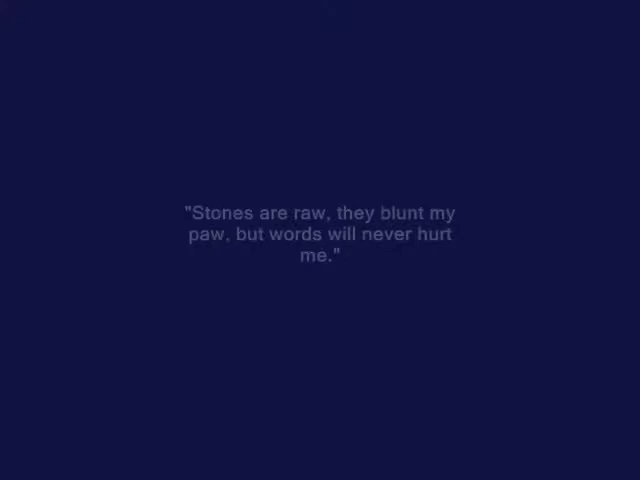 "Stones are raw, they blunt my
paw, but words will never hurt
me."